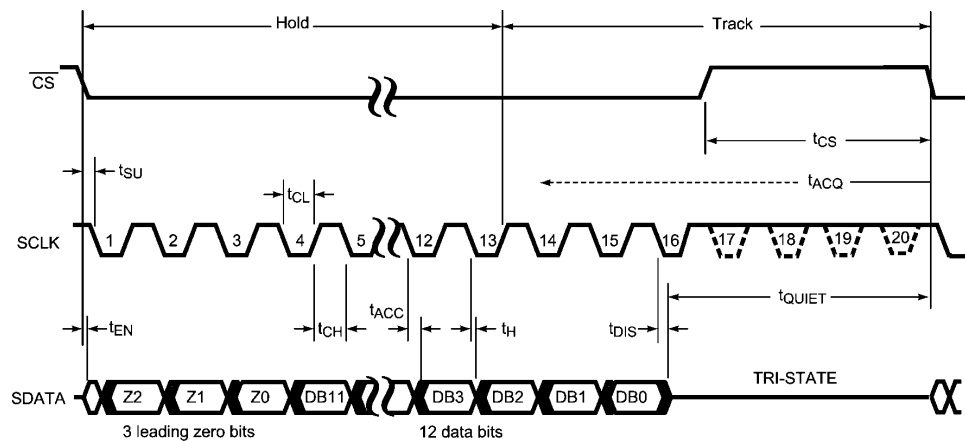 Hold Track
CS
tCS
tSU
tCL
tACQ
SCLK 1 2 3 4 5 12 13 14 15 16 17 18 19 20
tQUIET
tEN tCH tACC tH tDIS
SDATA Z2 Z1 Z0 DB11 DB3 DB2 DB1 DB0 TRI-STATE
3 leading zero bits 12 data bits